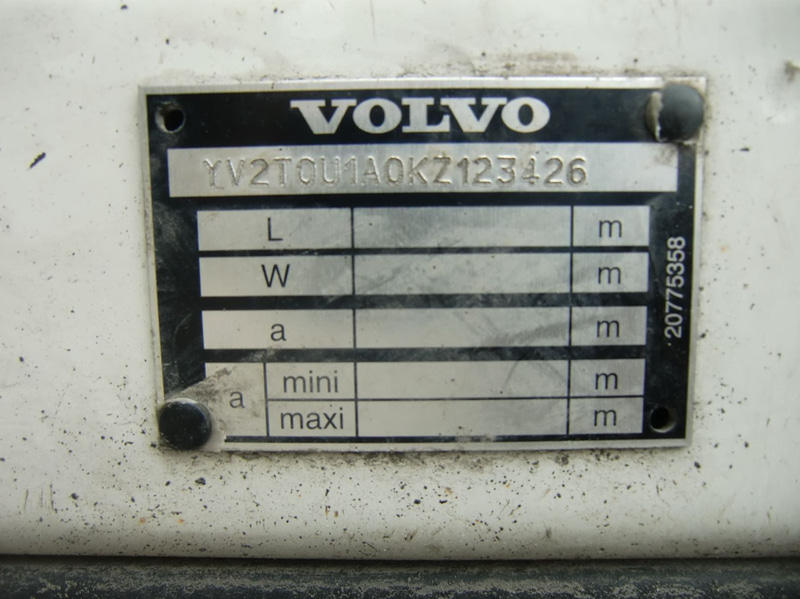 VOLVO
YV2T0U1A0KZ123426
L m
W m
a m
a mini m
maxi m
20775358